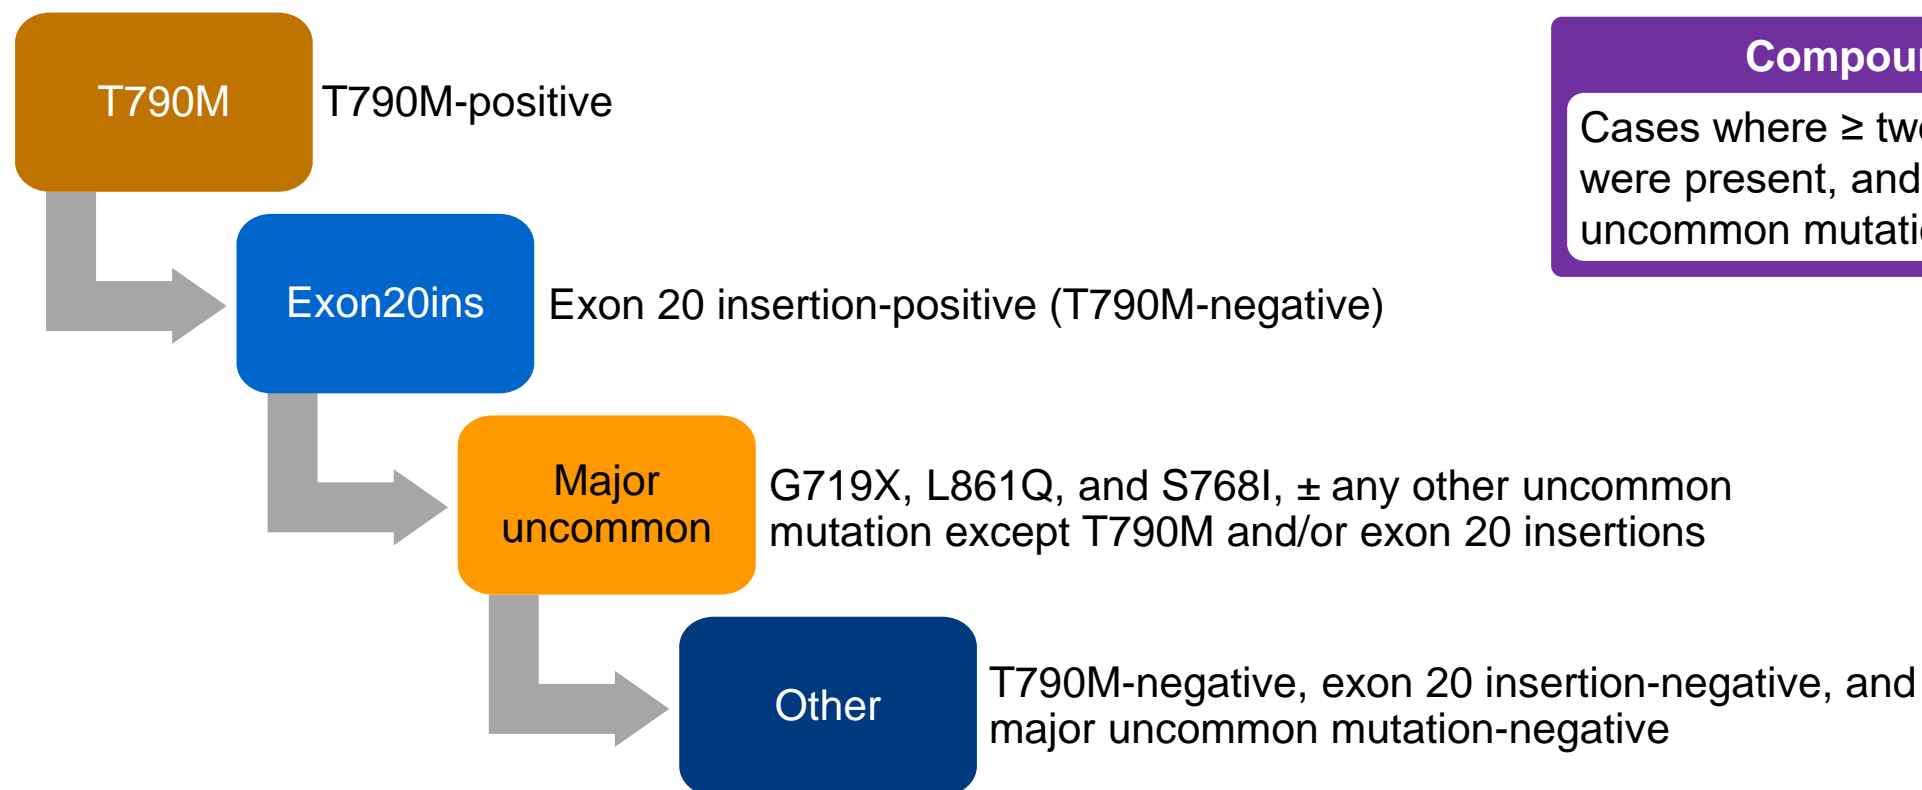 T790M
T790M-positive
Cases where ≥
were present, and
uncommon
Exon20ins
Exon 20 insertion-positive (T790M-negative)
Major
uncommon
G719X, L861Q, and S768I, ± any other uncommon
mutation except T790M and/or exon 20 insertions
Other
T790M-negative, exon 20 insertion-negative, and
major uncommon mutation-negative